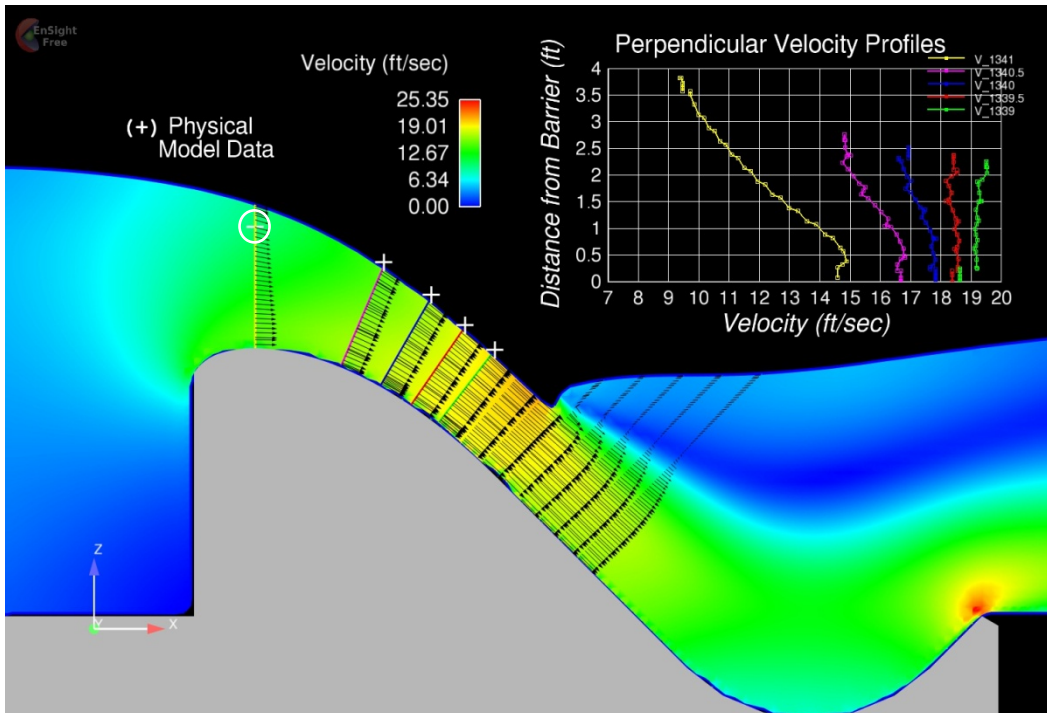 EnSight
Free
Velocity (ft/sec)
25.35
19.01
12.67
6.34
0.00
(+) Physical
Model Data
Perpendicular Velocity Profiles
V_1341
V_1340.5
V_1340
V_1339.5
V_1339
Distance from Barrier (ft)
4
3.5
3
2.5
2
1.5
1
0.5
0
7 8 9 10 11 12 13 14 15 16 17 18 19 20
Velocity (ft/sec)
Z
Y
X